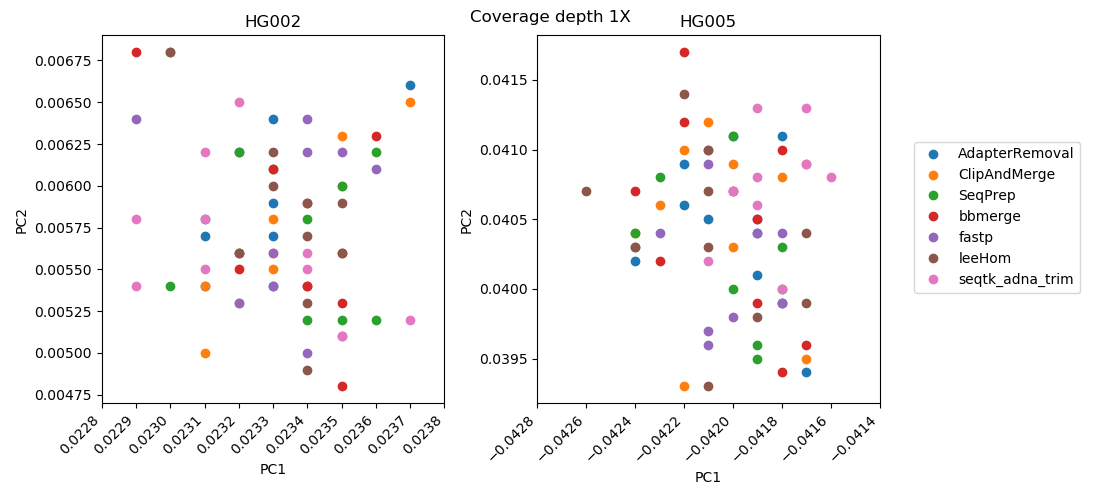 Coverage depth 1X
HG002
HG005
0.00675
0.00650
0.00625
0.00600
0.00575
0.00550
0.00525
0.00500
0.00475
PC2
0.0228
0.0229
0.0230
0.0231
0.0232
0.0233
0.0234
0.0235
0.0236
0.0237
0.0238
PC1
0.0415
0.0410
0.0405
0.0400
0.0395
PC2
−0.0428
−0.0426
−0.0424
−0.0422
−0.0420
−0.0418
−0.0416
−0.0414
PC1
AdapterRemoval
ClipAndMerge
SeqPrep
bbmerge
fastp
leeHom
seqtk_adna_trim